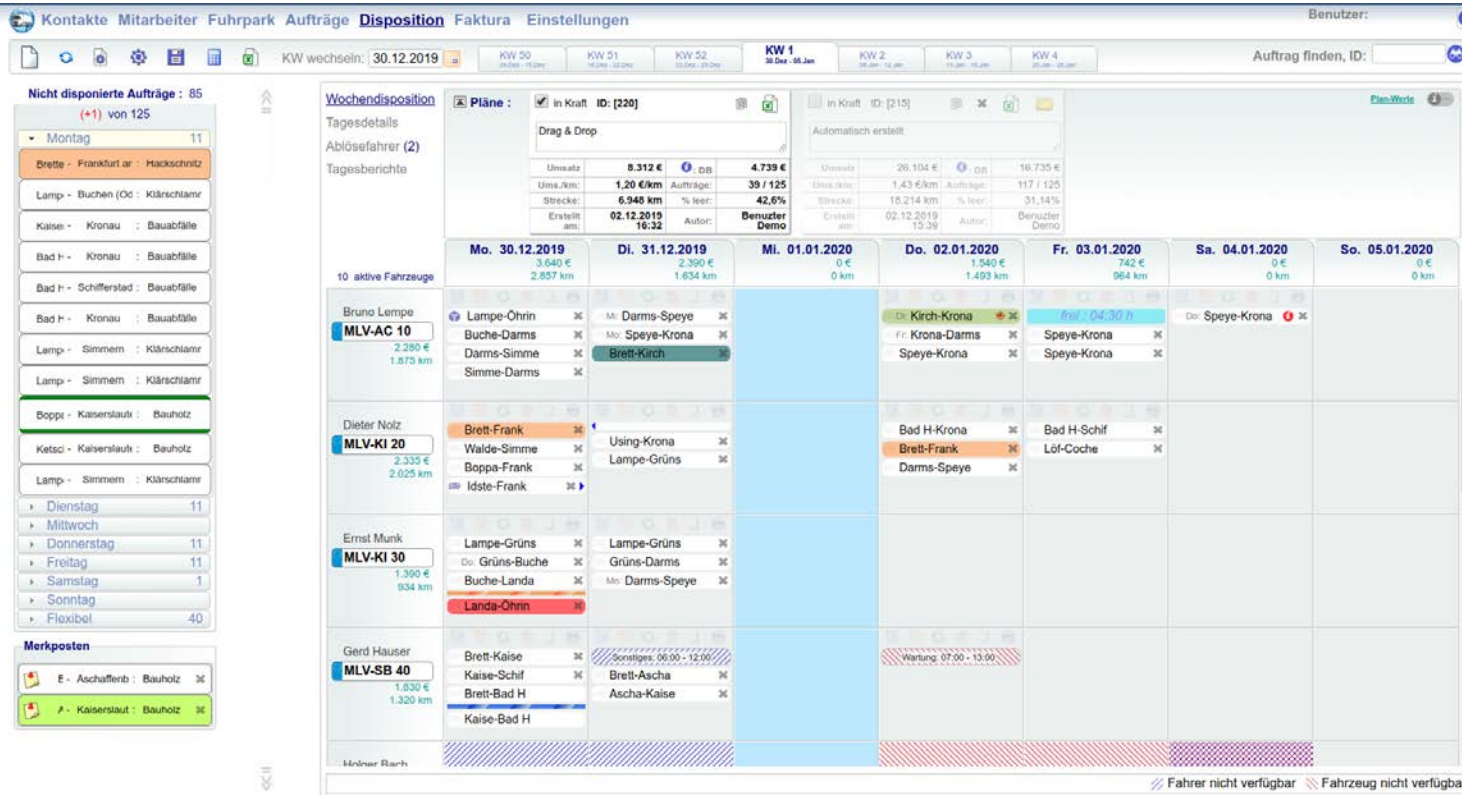 Kontakte Mitarbeiter Fuhrpark Aufträge Disposition Faktura Einstellungen
Benutzer:
KW wechseln: 30.12.2019
KW 50
KW 51
KW 52
KW 1
30.Dez - 05.Jan
KW 2
KW 3
KW 4
Auftrag finden, ID:
Nicht disponierte Aufträge : 85
(+1) von 125
Montag 11
Brette - Frankfurt ar : Hackschnitz
Lamp - Buchen (Od : Klärschlamr
Kaise - Kronau : Bauabfälle
Bad H - Kronau : Bauabfälle
Bad H - Schifferstad : Bauabfälle
Bad H - Kronau : Bauabfälle
Lamp - Simmern : Klärschlamr
Lamp - Simmern : Klärschlamr
Boppa - Kaiserslaute : Bauholz
Ketsc - Kaiserslaute : Bauholz
Lamp - Simmern : Klärschlamr
Dienstag 11
Mittwoch
Donnerstag 11
Freitag 11
Samstag 1
Sonntag
Flexibel 40
Merkposten
- Aschaffenb : Bauholz
- Kaiserslaut : Bauholz
Wochendisposition
Tagesdetails
Ablösefahrer (2)
Tagesberichte
Pläne :
in Kraft ID: [220]
Drag & Drop
Umsatz 8.312 € : DB 4.739 €
Ums./km: 1,20 €/km Aufträge: 39 / 125
Strecke: 6.948 km % leer: 42,6%
Erstellt am: 02.12.2019 16:32 Autor: Benutzer Demo
in Kraft ID: [215]
Automatisch erstellt
Umsatz 26.104 € : DB 16.735 €
Ums./km: 1,43 €/km Aufträge: 117 / 125
Strecke: 18.214 km % leer: 31,14%
Erstellt am: 02.12.2019 15:39 Autor: Benutzer Demo
Plan-Werte
10 aktive Fahrzeuge
Mo. 30.12.2019 Di. 31.12.2019 Mi. 01.01.2020 Do. 02.01.2020 Fr. 03.01.2020 Sa. 04.01.2020 So. 05.01.2020
3.640 € 2.390 € 0 € 1.540 € 742 € 0 € 0 €
2.857 km 1.634 km 0 km 1.493 km 964 km 0 km 0 km
Bruno Lempe
MLV-AC 10
2.280 €
1.875 km
Lampe-Öhrin
Buche-Darms
Darms-Simme
Simme-Darms
Mi: Darms-Speye
Mo: Speye-Krona
Brett-Kirch
Di: Kirch-Krona
Fr: Krona-Darms
Speye-Krona
frei : 04:30 h
Speye-Krona
Speye-Krona
Do: Speye-Krona
Dieter Nolz
MLV-KI 20
2.335 €
2.025 km
Brett-Frank
Walde-Simme
Boppa-Frank
Idste-Frank
Using-Krona
Lampe-Grüns
Bad H-Krona
Brett-Frank
Darms-Speye
Bad H-Schif
Löf-Coche
Ernst Munk
MLV-KI 30
1.390 €
934 km
Lampe-Grüns
Do: Grüns-Buche
Buche-Landa
Landa-Öhrin
Lampe-Grüns
Grüns-Darms
Mo: Darms-Speye
Gerd Hauser
MLV-SB 40
1.830 €
1.320 km
Brett-Kaise
Kaise-Schif
Brett-Bad H
Kaise-Bad H
Sonstiges: 06:00 - 12:00
Brett-Ascha
Ascha-Kaise
Wartung: 07:00 - 13:00
Holger Bach
Fahrer nicht verfügbar Fahrzeug nicht verfügba